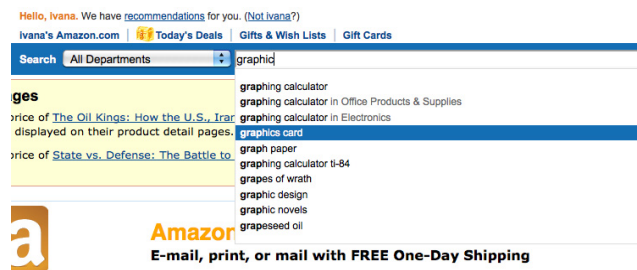 Hello, ivana. We have recommendations for you. (Not ivana?)
ivana's Amazon.com Today's Deals Gifts & Wish Lists Gift Cards
Search All Departments graphic
graphing calculator
graphing calculator in Office Products & Supplies
graphing calculator in Electronics
graphics card
graph paper
graphing calculator ti-84
grapes of wrath
graphic design
graphic novels
grapeseed oil
ges
price of The Oil Kings: How the U.S., Iran
displayed on their product detail pages.
price of State vs. Defense: The Battle to
Amazon
E-mail, print, or mail with FREE One-Day Shipping